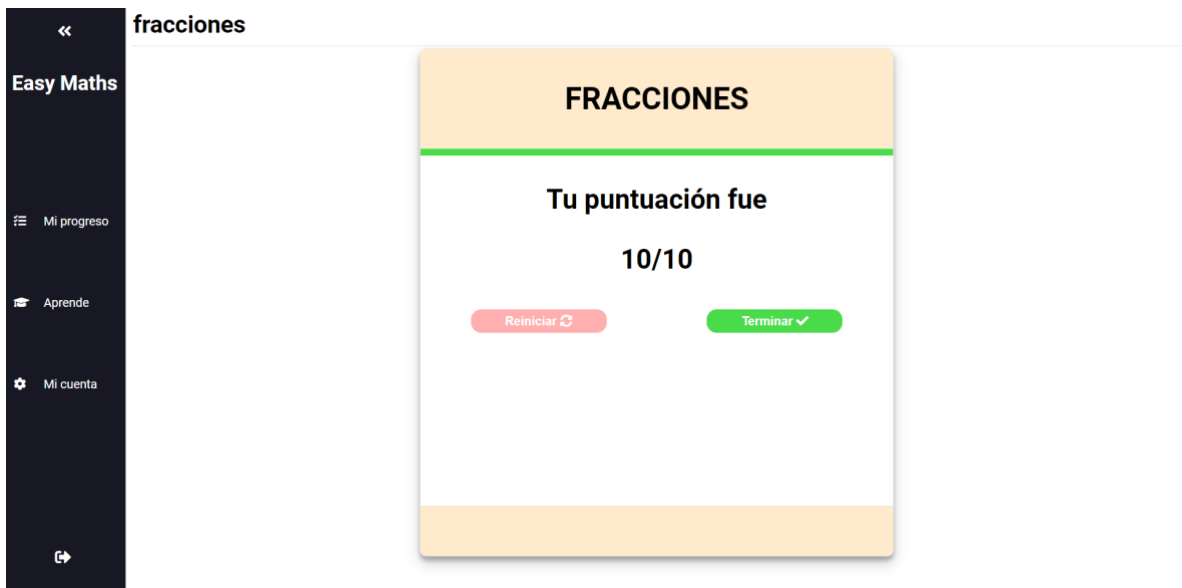 fracciones
Easy Maths
Mi progreso
Aprende
Mi cuenta
FRACCIONES
Tu puntuación fue
10/10
Reiniciar
Terminar